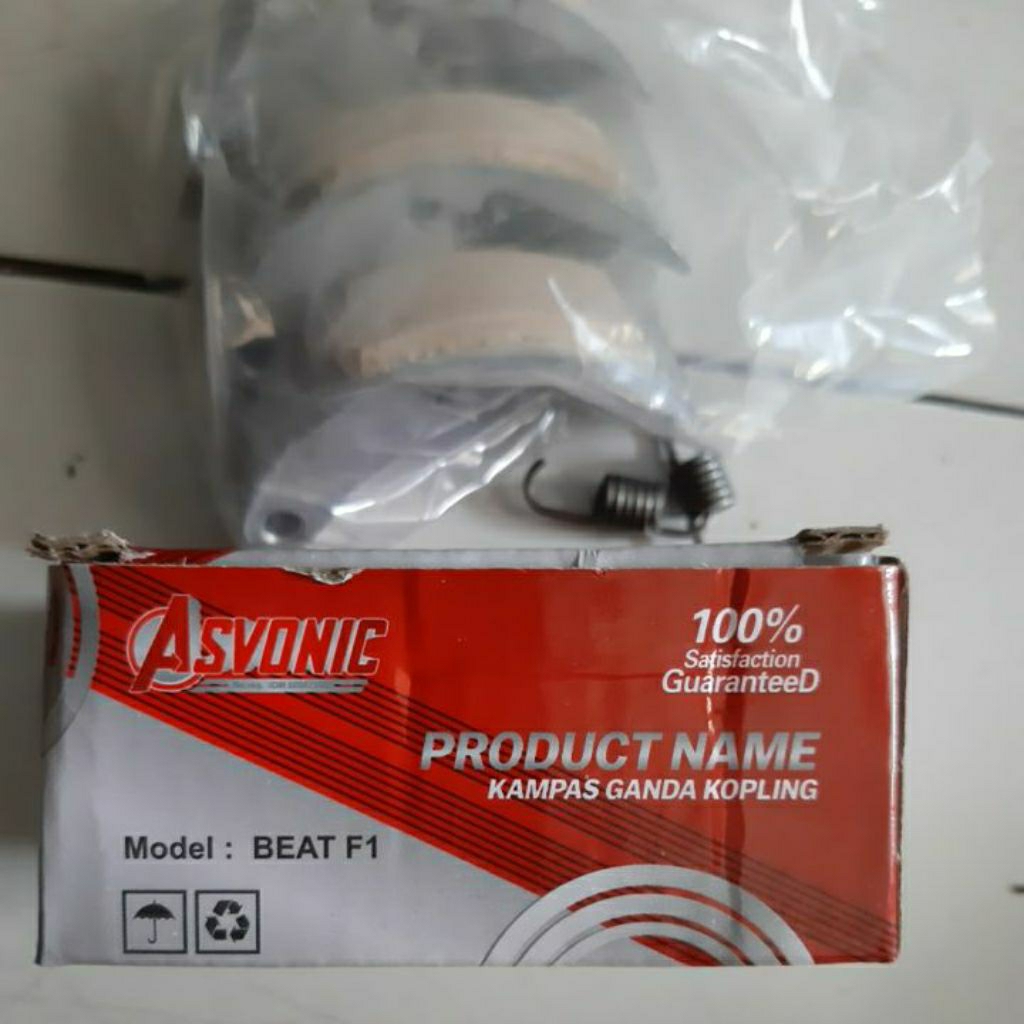 ASVONIC
100%
Satisfaction
GuaranteeD
PRODUCT NAME
KAMPAS GANDA KOPLING
Model : BEAT F1